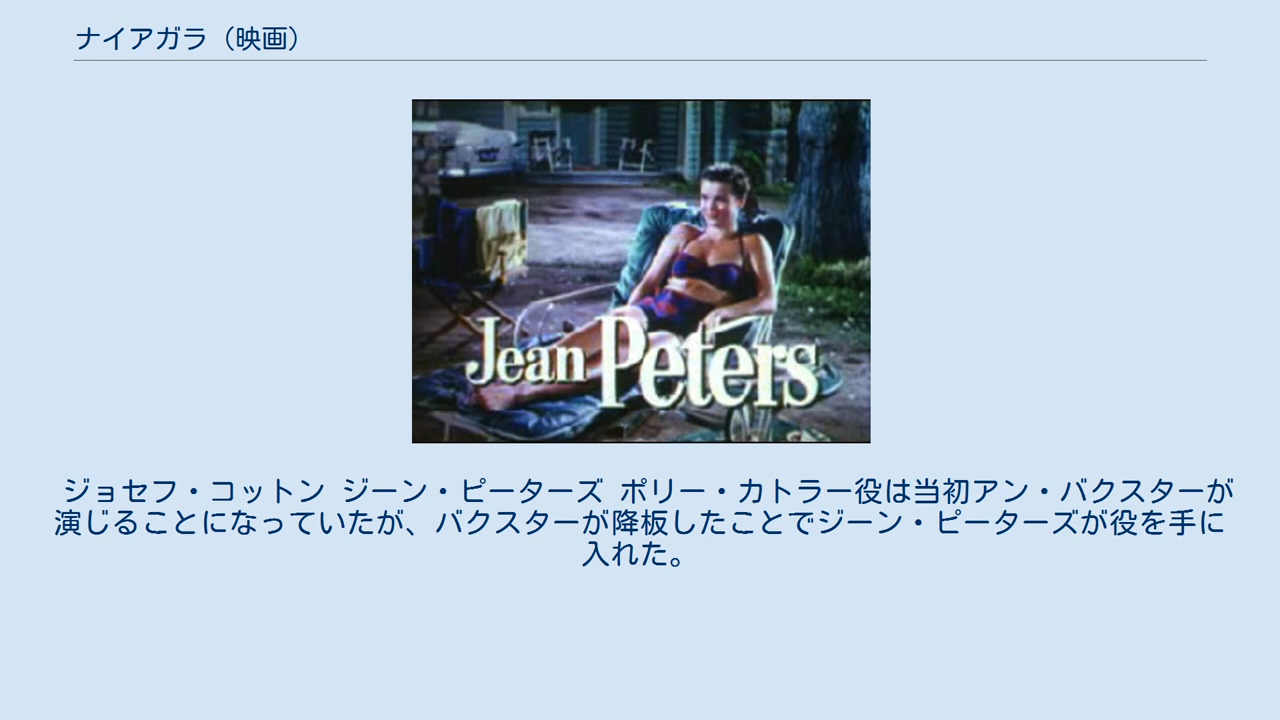 ナイアガラ（映画）
Jean Peters
ジョセフ・コットン ジーン・ピーターズ ポリー・カトラー役は当初アン・バクスターが
演じることになっていたが、バクスターが降板したことでジーン・ピーターズが役を手に
入れた。